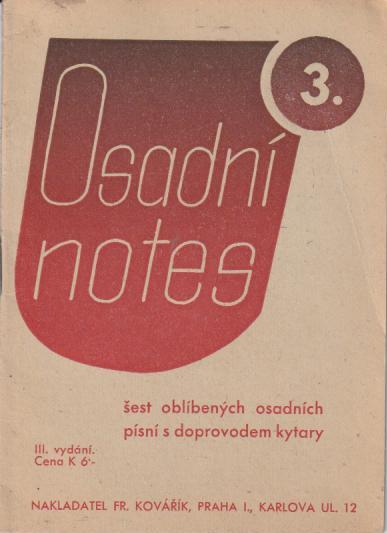 3.
Osadní
notes
šest oblíbených osadních
písní s doprovodem kytary
III. vydání.
Cena K 6·-
NAKLADATEL FR. KOVÁŘÍK, PRAHA I., KARLOVA UL. 12